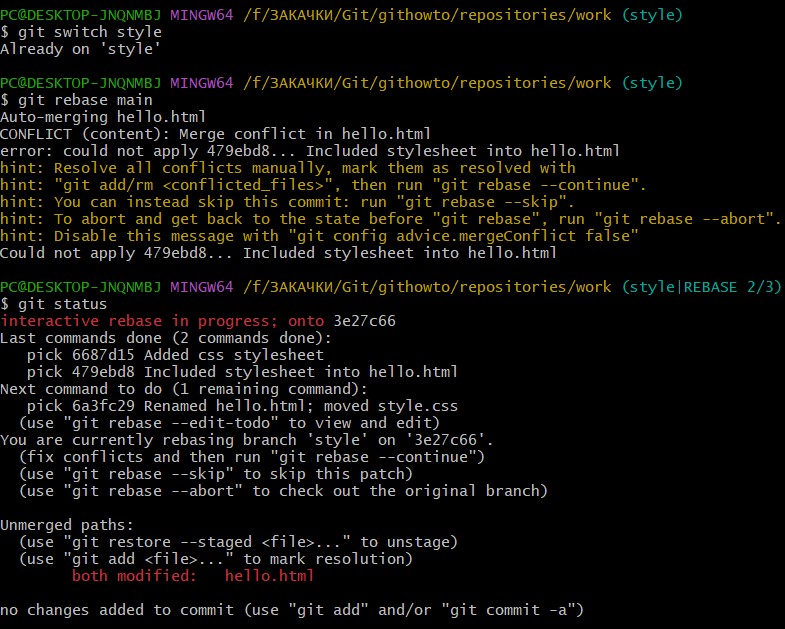 PC@DESKTOP-JNQNMBJ MINGW64 /f/ЗАКАЧКИ/Git/githowto/repositories/work (style)
$ git switch style
Already on 'style'
PC@DESKTOP-JNQNMBJ MINGW64 /f/ЗАКАЧКИ/Git/githowto/repositories/work (style)
$ git rebase main
Auto-merging hello.html
CONFLICT (content): Merge conflict in hello.html
error: could not apply 479ebd8... Included stylesheet into hello.html
hint: Resolve all conflicts manually, mark them as resolved with
hint: "git add/rm <conflicted_files>", then run "git rebase --continue".
hint: You can instead skip this commit: run "git rebase --skip".
hint: To abort and get back to the state before "git rebase", run "git rebase --abort".
hint: Disable this message with "git config advice.mergeConflict false"
Could not apply 479ebd8... Included stylesheet into hello.html
PC@DESKTOP-JNQNMBJ MINGW64 /f/ЗАКАЧКИ/Git/githowto/repositories/work (style|REBASE 2/3)
$ git status
interactive rebase in progress; onto 3e27c66
Last commands done (2 commands done):
   pick 6687d15 Added css stylesheet
   pick 479ebd8 Included stylesheet into hello.html
Next command to do (1 remaining command):
   pick 6a3fc29 Renamed hello.html; moved style.css
  (use "git rebase --edit-todo" to view and edit)
You are currently rebasing branch 'style' on '3e27c66'.
  (fix conflicts and then run "git rebase --continue")
  (use "git rebase --skip" to skip this patch)
  (use "git rebase --abort" to check out the original branch)
Unmerged paths:
  (use "git restore --staged <file>..." to unstage)
  (use "git add <file>..." to mark resolution)
        both modified:   hello.html
no changes added to commit (use "git add" and/or "git commit -a")